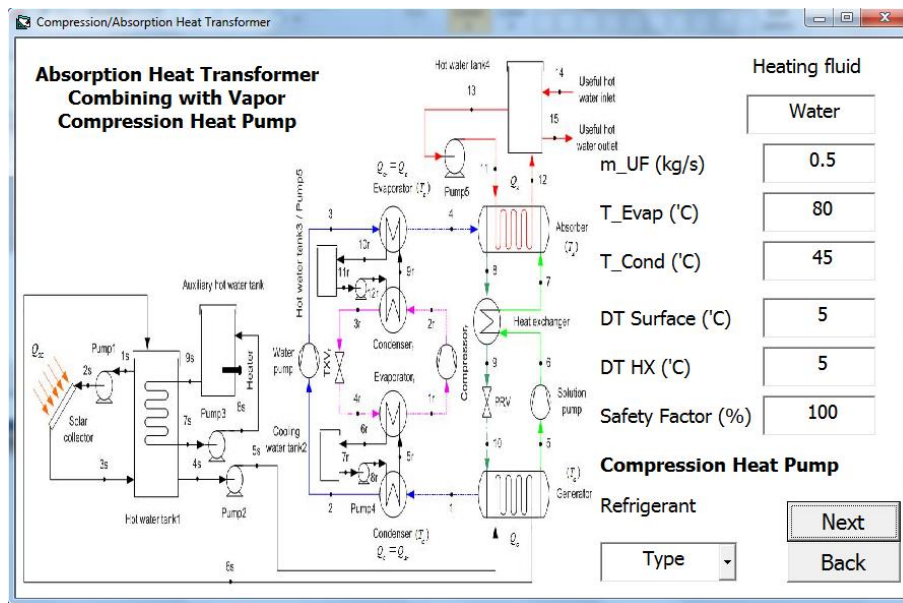 Compression/Absorption Heat Transformer
Absorption Heat Transformer
Combining with Vapor
Compression Heat Pump
Hot water tank4
14
Useful hot
water inlet
13
15
Useful hot
water outlet
Pump5
11
12
Evaporator
3
4
Absorber
Hot water tank3 / Pump5
10r
11r
12r
9r
8
7
Auxiliary hot water tank
Condenser
3r
2r
Heat exchanger
Pump1
1s
2s
9s
Heater
Water
pump
TXV
Compressor
9
6
Evaporator
4r
1r
PRV
Solution
pump
Solar
collector
Pump3
8s
7s
Cooling
water tank2
6r
5r
7r
8r
10
5
3s
4s
5s
Pump2
Hot water tank1
2
Pump4
1
Generator
Condenser
6s
Heating fluid
Water
m_UF (kg/s)
0.5
T_Evap ('C)
80
T_Cond ('C)
45
DT Surface ('C)
5
DT HX ('C)
5
Safety Factor (%)
100
Compression Heat Pump
Refrigerant
Type
Next
Back